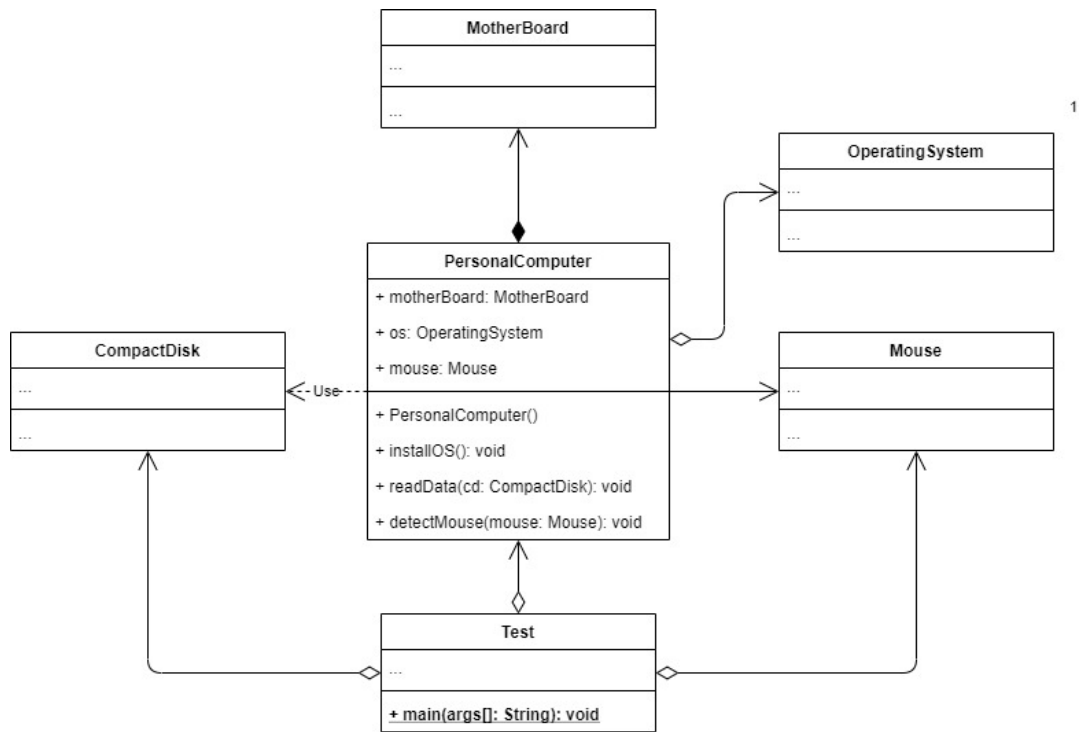 MotherBoard
...
...
1
OperatingSystem
...
...
PersonalComputer
+ motherBoard: MotherBoard
+ os: OperatingSystem
+ mouse: Mouse
+ PersonalComputer()
+ installOS(): void
+ readData(cd: CompactDisk): void
+ detectMouse(mouse: Mouse): void
CompactDisk
...
...
Use
Mouse
...
...
Test
...
+ main(args[]: String): void